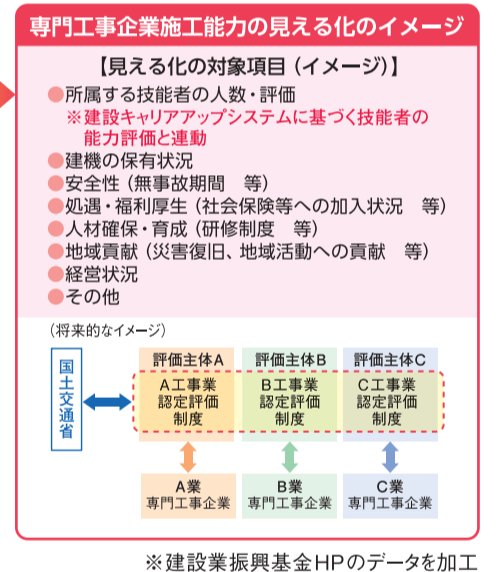 専門工事企業施工能力の見える化のイメージ
【見える化の対象項目（イメージ）】
●所属する技能者の人数・評価
※建設キャリアアップシステムに基づく技能者の
能力評価と連動
●建機の保有状況
●安全性（無事故期間　等）
●処遇・福利厚生（社会保険等への加入状況　等）
●人材確保・育成（研修制度　等）
●地域貢献（災害復旧、地域活動への貢献　等）
●経営状況
●その他
（将来的なイメージ）
国土交通省
評価主体A
A工事業
認定評価
制度
A業
専門工事企業
評価主体B
B工事業
認定評価
制度
B業
専門工事企業
評価主体C
C工事業
認定評価
制度
C業
専門工事企業
※建設業振興基金HPのデータを加工